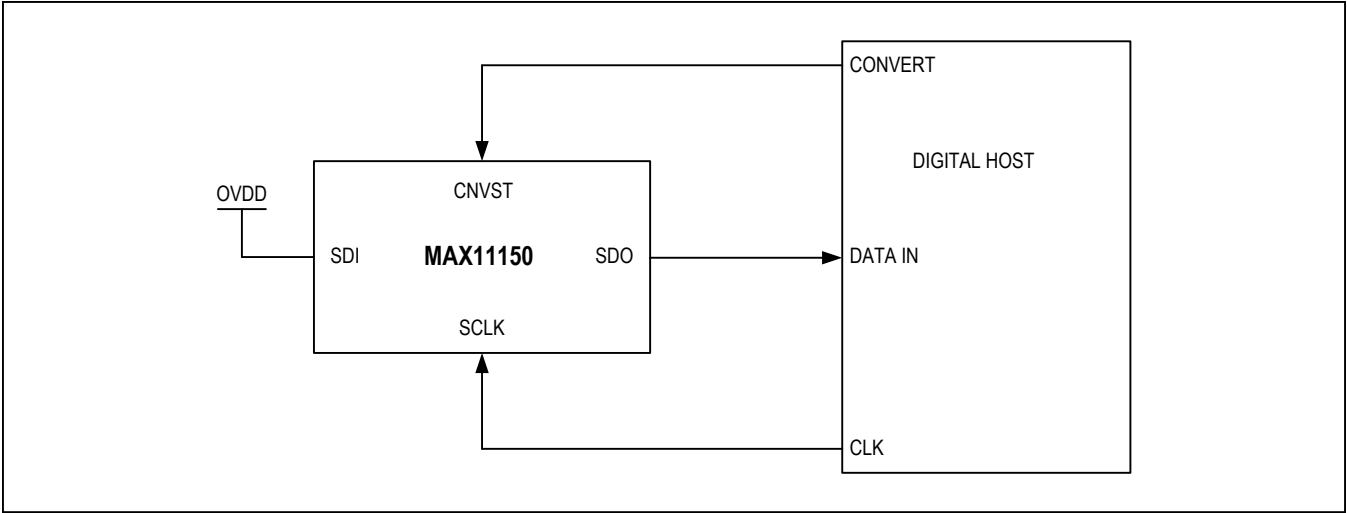 CONVERT
DIGITAL HOST
OVDD
CNVST
SDI MAX11150 SDO
DATA IN
SCLK
CLK